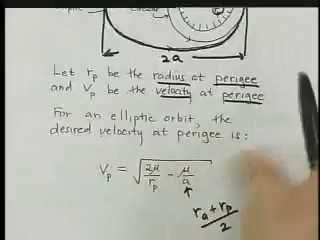 2a
Let rp be the radius at perigee
and Vp be the velocity at perigee
For an elliptic orbit, the
desired velocity at perigee is:
Vp = √(2μ/rp - μ/a)
ra + rp
2